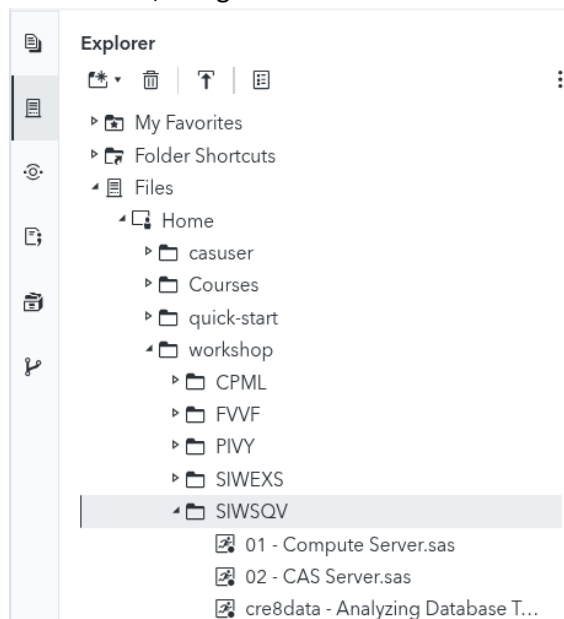 Explorer
My Favorites
Folder Shortcuts
Files
Home
casuser
Courses
quick-start
workshop
CPML
FVVF
PIVY
SIWEXS
SIWSQV
01 - Compute Server.sas
02 - CAS Server.sas
cre8data - Analyzing Database T...